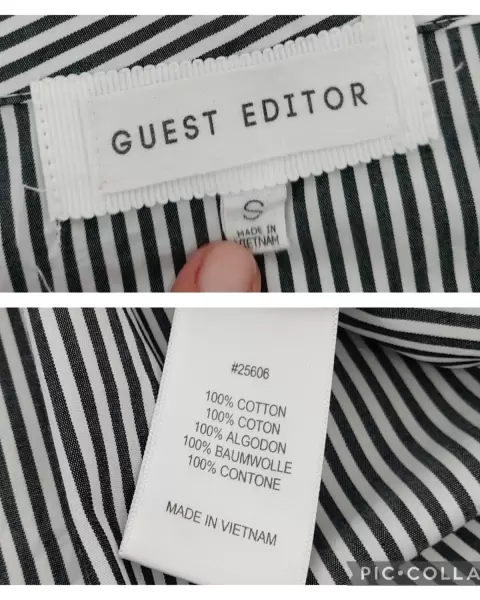 GUEST EDITOR
S
MADE IN
VIETNAM
#25606
100% COTTON
100% COTON
100% ALGODON
100% BAUMWOLLE
100% CONTONE
MADE IN VIETNAM
PIC•COLLA